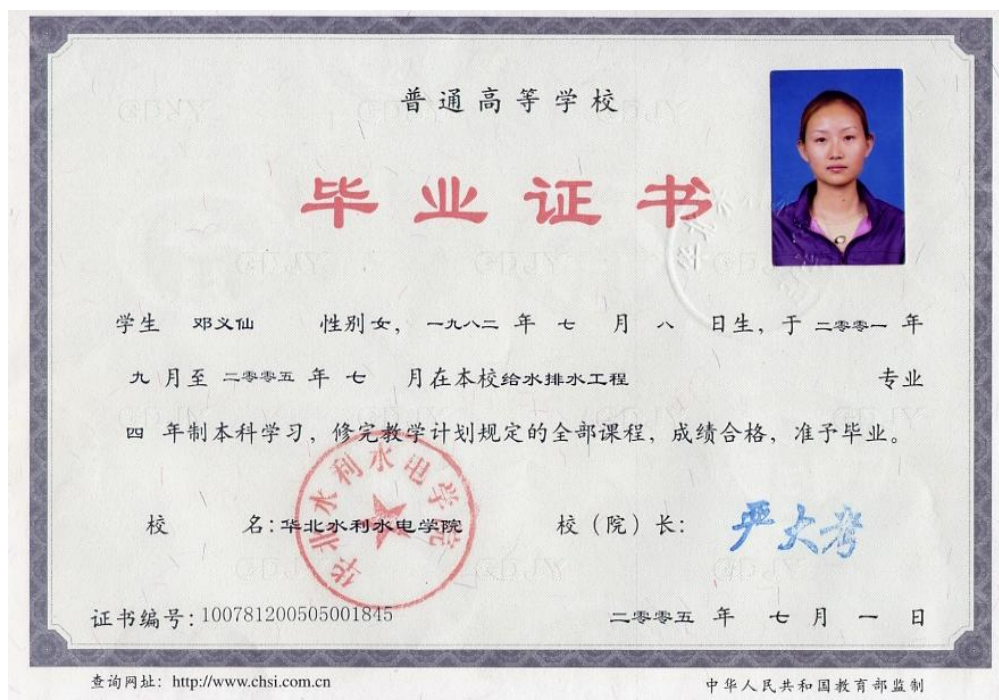 普通高等学校
毕业证书
学生 邓义仙 性别女，一九八二 年 七 月 八 日生，于 二零零一 年
九 月至 二零零五 年 七 月在本校给水排水工程 专业
四 年制本科学习，修完教学计划规定的全部课程，成绩合格，准予毕业。
华北水利水电学院
校 名：华北水利水电学院 校（院）长： 严大考
证书编号：100781200505001845 二零零五 年 七 月 一 日
查询网址：http://www.chsi.com.cn 中华人民共和国教育部监制